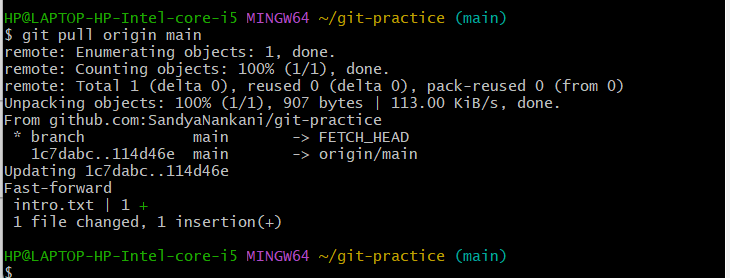 HP@LAPTOP-HP-Intel-core-i5 MINGW64 ~/git-practice (main)
$ git pull origin main
remote: Enumerating objects: 1, done.
remote: Counting objects: 100% (1/1), done.
remote: Total 1 (delta 0), reused 0 (delta 0), pack-reused 0 (from 0)
Unpacking objects: 100% (1/1), 907 bytes | 113.00 KiB/s, done.
From github.com:SandyaNankani/git-practice
 * branch            main       -> FETCH_HEAD
   1c7dabc..114d46e  main       -> origin/main
Updating 1c7dabc..114d46e
Fast-forward
 intro.txt | 1 +
 1 file changed, 1 insertion(+)
HP@LAPTOP-HP-Intel-core-i5 MINGW64 ~/git-practice (main)
$